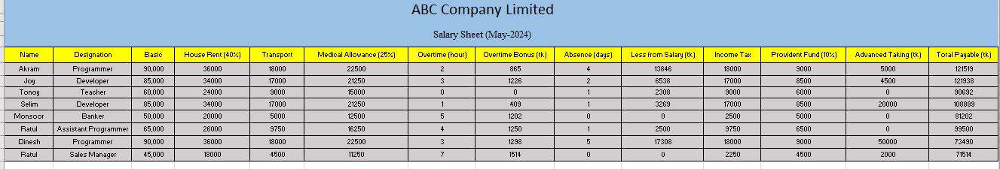 ABC Company Limited
Salary Sheet (May-2024)
Name Designation Basic House Rent (40%) Transport Medical Allowance (25%) Overtime (hour) Overtime Bonus (tk) Absence (days) Less from Salary (tk) Income Tax Provident Fund (10%) Advanced Taking (tk) Total Payable (tk)
Akram Programmer 90,000 36000 18000 22500 2 865 4 13846 18000 9000 5000 121519
Joy Developer 85,000 34000 17000 21250 3 1226 2 6538 17000 8500 4500 121938
Tonoy Teacher 60,000 24000 9000 15000 0 0 1 2308 9000 6000 0 90692
Selim Developer 85,000 34000 17000 21250 1 409 1 3269 17000 8500 20000 108889
Monsoor Banker 50,000 20000 5000 12500 5 1202 0 0 2500 5000 0 81202
Ratul Assistant Programmer 65,000 26000 9750 16250 4 1250 1 2500 9750 6500 0 99500
Dinesh Programmer 90,000 36000 18000 22500 3 1298 5 17308 18000 9000 50000 73490
Ratul Sales Manager 45,000 18000 4500 11250 7 1514 0 0 2250 4500 2000 71514